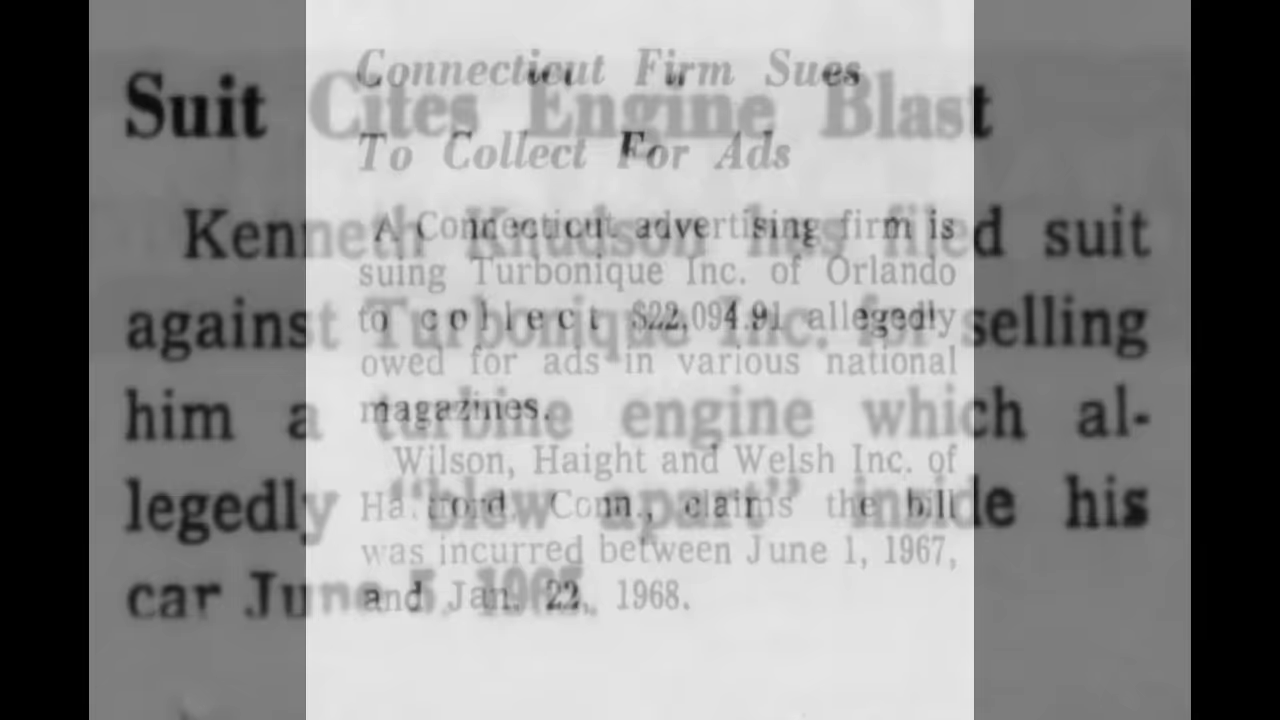 Suit Cites Engine Blast
Kenneth Knudson has filed suit
against Turbonique Inc. for selling
him a turbine engine which al-
legedly "blew apart" inside his
car June 5,
Connecticut Firm Sues
To Collect For Ads
A Connecticut advertising firm is
suing Turbonique Inc. of Orlando
to collect $22,094.91 allegedly
owed for ads in various national
magazines.
Wilson, Haight and Welsh Inc. of
Conn., claims the bill
was incurred between June 1, 1967,
and Jan. 22, 1968.